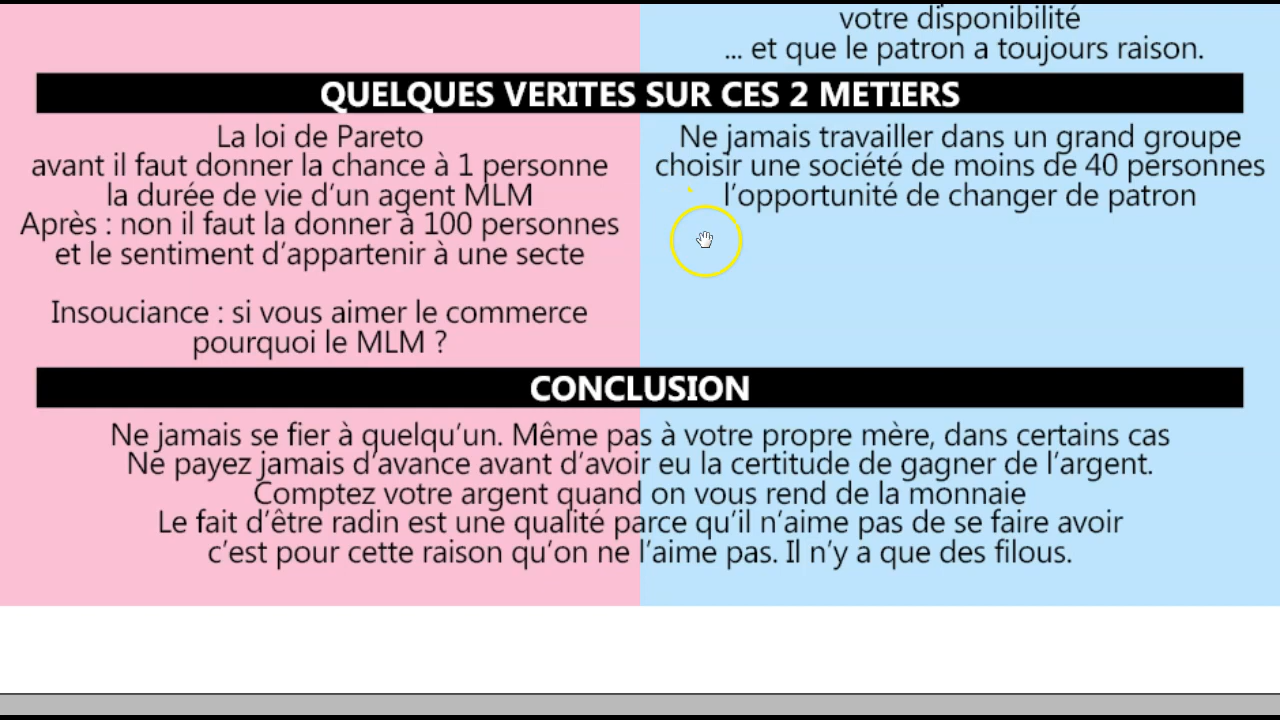 votre disponibilité
... et que le patron a toujours raison.
QUELQUES VERITES SUR CES 2 METIERS
La loi de Pareto
avant il faut donner la chance à 1 personne
la durée de vie d'un agent MLM
Après : non il faut la donner à 100 personnes
et le sentiment d'appartenir à une secte
Insouciance : si vous aimer le commerce
pourquoi le MLM ?
Ne jamais travailler dans un grand groupe
choisir une société de moins de 40 personnes
l'opportunité de changer de patron
CONCLUSION
Ne jamais se fier à quelqu'un. Même pas à votre propre mère, dans certains cas
Ne payez jamais d'avance avant d'avoir eu la certitude de gagner de l'argent.
Comptez votre argent quand on vous rend de la monnaie
Le fait d'être radin est une qualité parce qu'il n'aime pas de se faire avoir
c'est pour cette raison qu'on ne l'aime pas. Il n'y a que des filous.